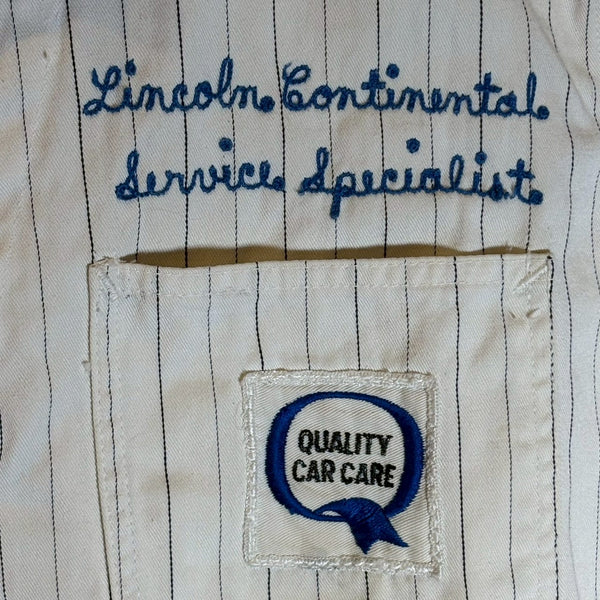 Lincoln Continental
Service Specialist
QUALITY
CAR CARE